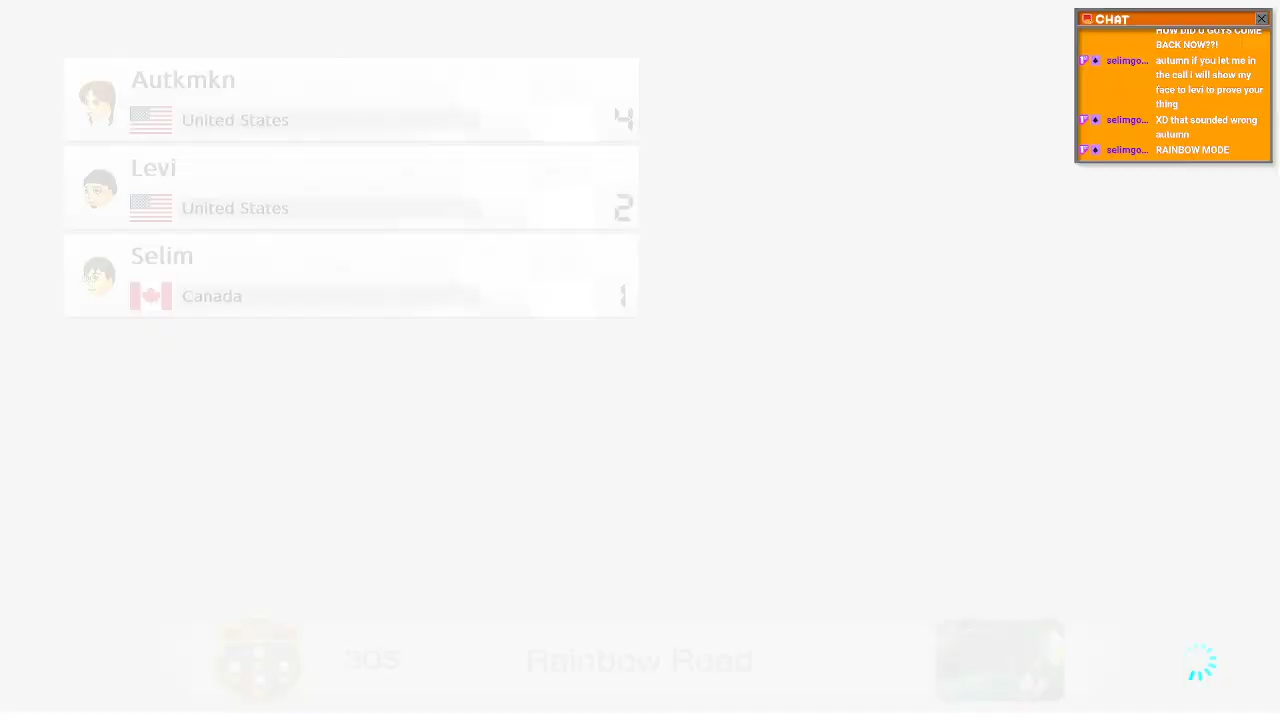 Autkmkn
United States
4
Levi
United States
2
Selim
Canada
1
303 Rainbow Road
CHAT
HOW DID U GUYS COME
BACK NOW??!
selimgo... autumn if you let me in
the call i will show my
face to levi to prove your
thing
selimgo... XD that sounded wrong
autumn
selimgo... RAINBOW MODE